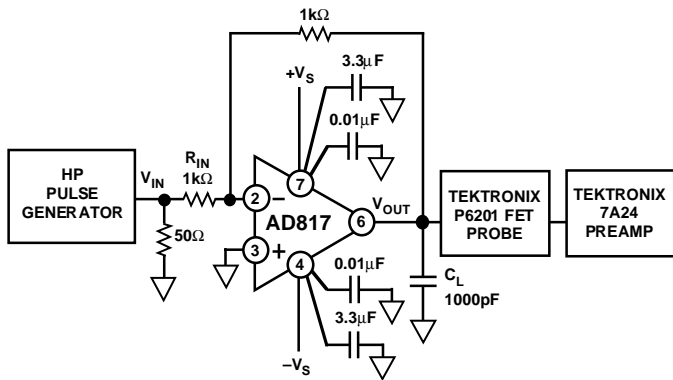 1kΩ
3.3μF
+VS
0.01μF
HP
PULSE
GENERATOR
VIN
RIN
1kΩ
50Ω
2
−
7
AD817
3
+
4
6
VOUT
TEKTRONIX
P6201 FET
PROBE
TEKTRONIX
7A24
PREAMP
0.01μF
CL
1000pF
3.3μF
−VS